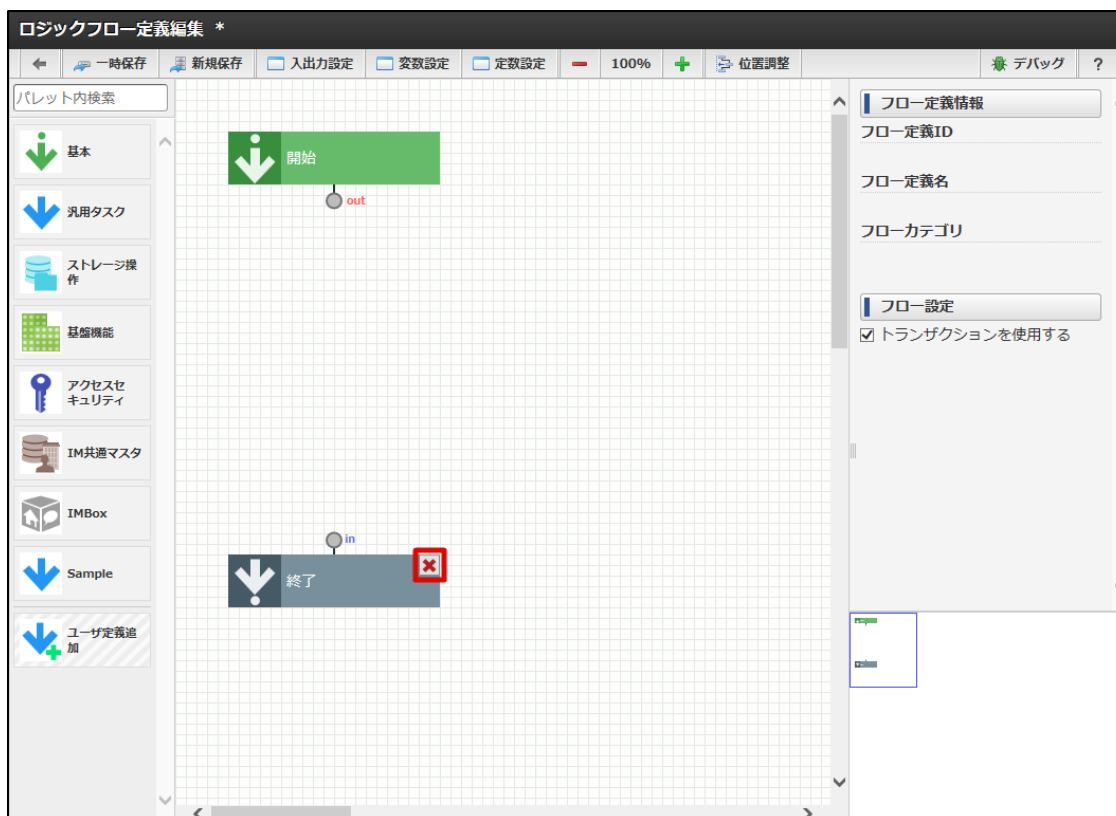 ロジックフロー定義編集 *
一時保存 新規保存 入出力設定 変数設定 定数設定 100% 位置調整 デバッグ ?
パレット内検索
基本
汎用タスク
ストレージ操
作
基盤機能
アクセスセ
キュリティ
IM共通マスタ
IMBox
Sample
ユーザ定義追
加
開始
out
in
終了
フロー定義情報
フロー定義ID
フロー定義名
フローカテゴリ
フロー設定
トランザクションを使用する